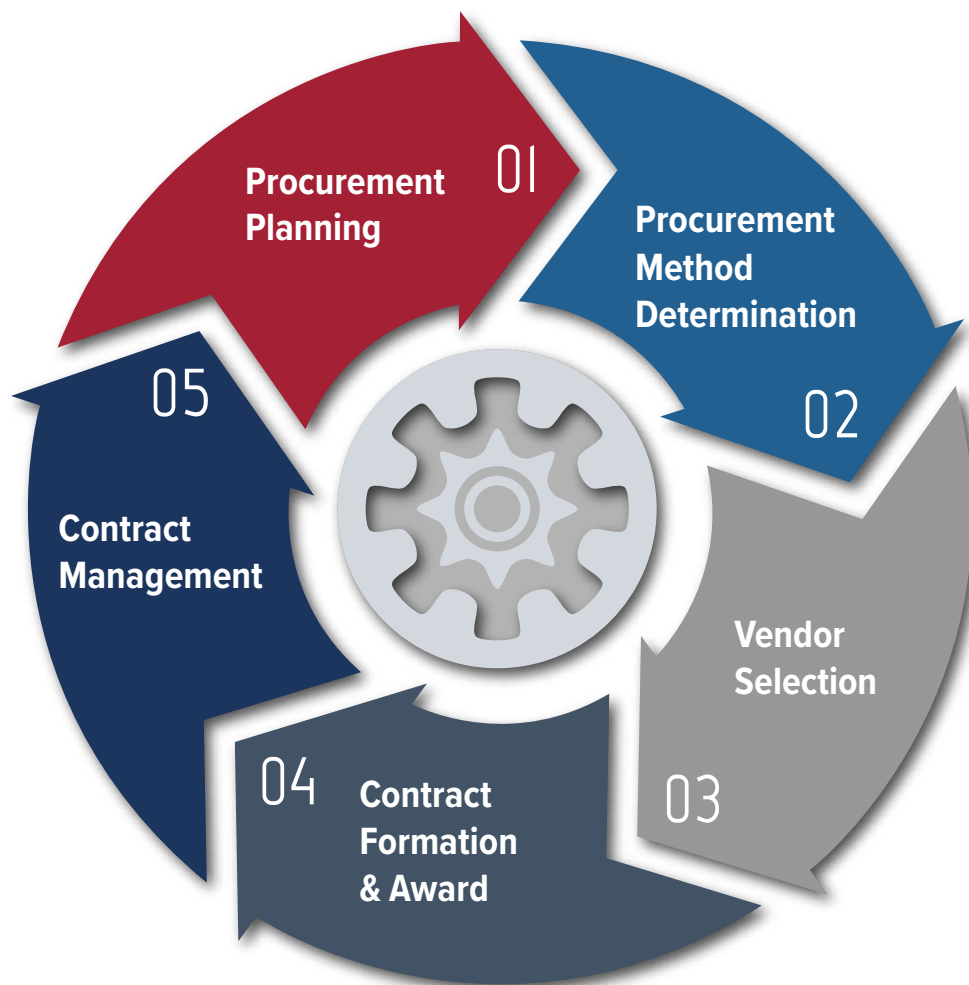 01
Procurement
Planning
Procurement
Method
Determination
02
Vendor
Selection
03
04
Contract
Formation
& Award
05
Contract
Management